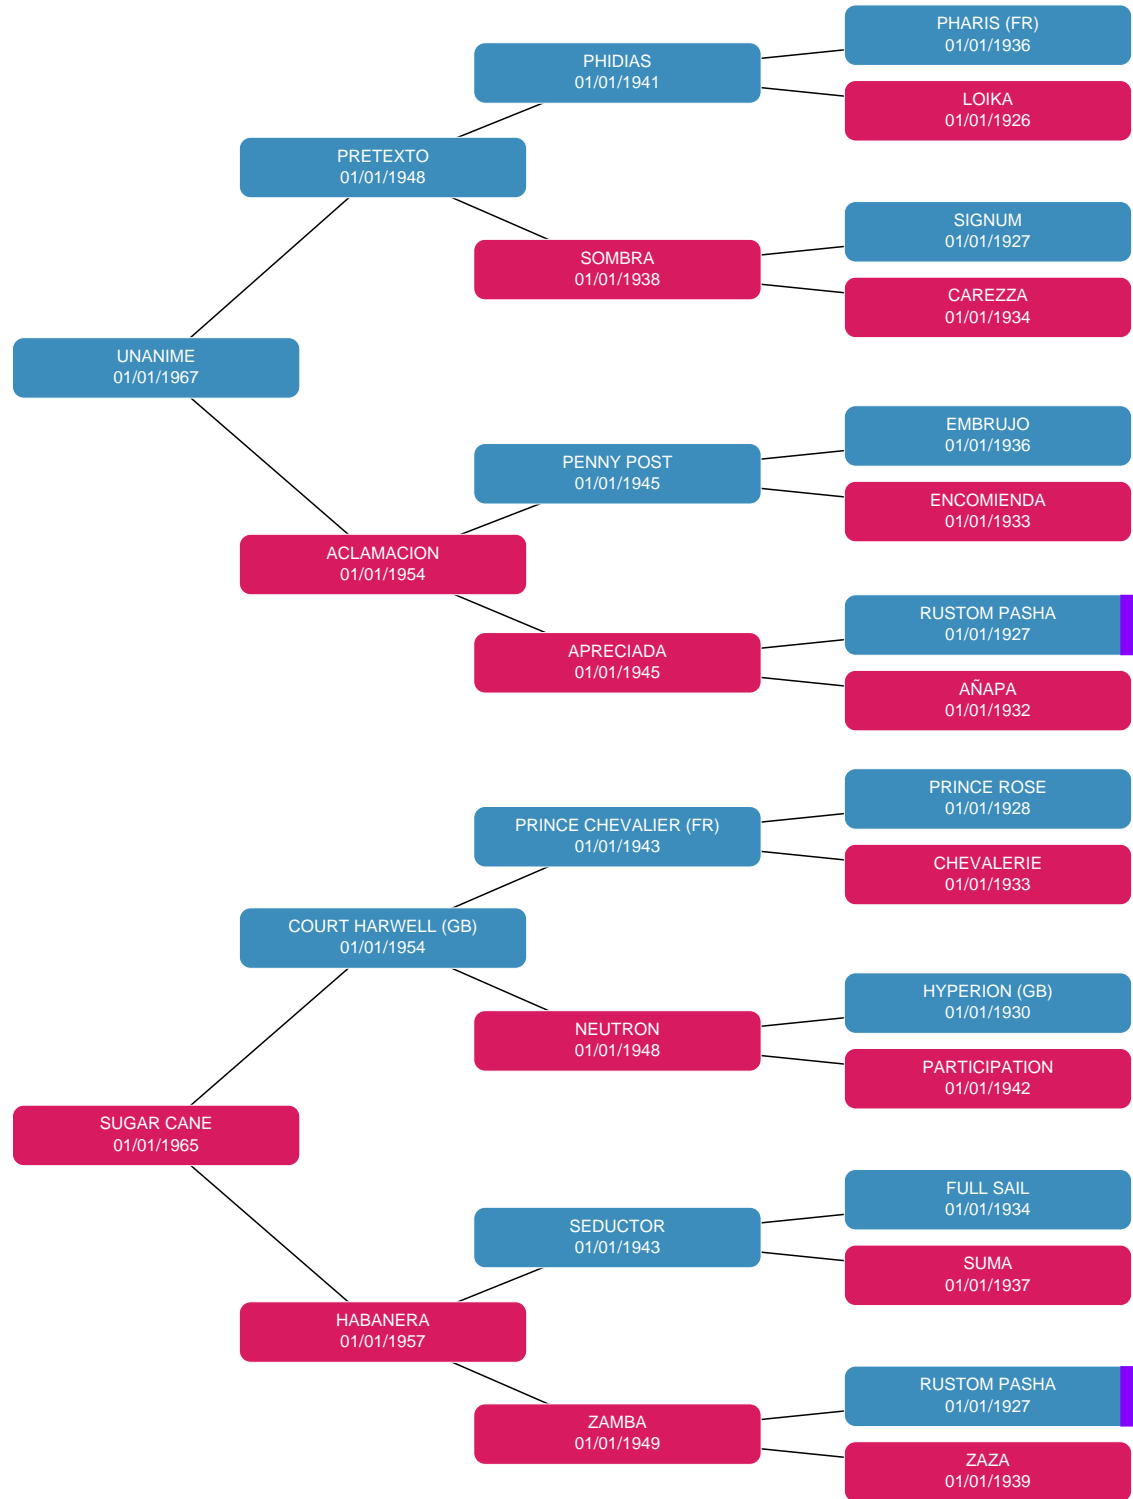 PHARIS (FR)
01/01/1936
PHIDIAS
01/01/1941
LOIKA
01/01/1926
PRETEXTO
01/01/1948
SIGNUM
01/01/1927
SOMBRA
01/01/1938
CAREZZA
01/01/1934
UNANIME
01/01/1967
EMBRUJO
01/01/1936
PENNY POST
01/01/1945
ENCOMIENDA
01/01/1933
ACLAMACION
01/01/1954
RUSTOM PASHA
01/01/1927
APRECIADA
01/01/1945
AÑAPA
01/01/1932
PRINCE ROSE
01/01/1928
PRINCE CHEVALIER (FR)
01/01/1943
CHEVALERIE
01/01/1933
COURT HARWELL (GB)
01/01/1954
HYPERION (GB)
01/01/1930
NEUTRON
01/01/1948
PARTICIPATION
01/01/1942
SUGAR CANE
01/01/1965
FULL SAIL
01/01/1934
SEDUCTOR
01/01/1943
SUMA
01/01/1937
HABANERA
01/01/1957
RUSTOM PASHA
01/01/1927
ZAMBA
01/01/1949
ZAZA
01/01/1939